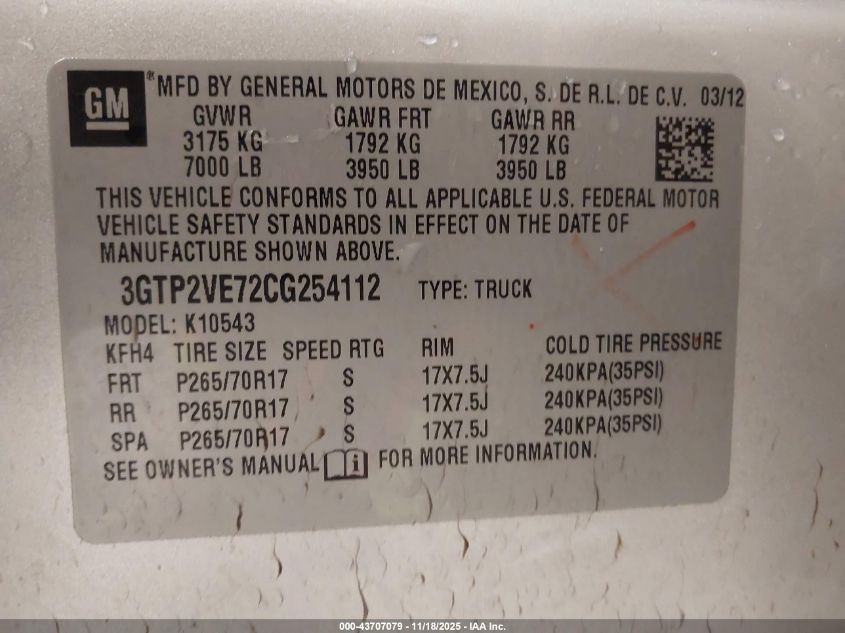 GM ® MFD BY GENERAL MOTORS DE MEXICO, S. DE R.L. DE C.V. 03/12
GVWR GAWR FRT GAWR RR
3175 KG 1792 KG 1792 KG
7000 LB 3950 LB 3950 LB
THIS VEHICLE CONFORMS TO ALL APPLICABLE U.S. FEDERAL MOTOR
VEHICLE SAFETY STANDARDS IN EFFECT ON THE DATE OF
MANUFACTURE SHOWN ABOVE.
3GTP2VE72CG254112 TYPE: TRUCK
MODEL: K10543
KFH4 TIRE SIZE SPEED RTG RIM COLD TIRE PRESSURE
FRT P265/70R17 S 17X7.5J 240KPA(35PSI)
RR P265/70R17 S 17X7.5J 240KPA(35PSI)
SPA P265/70R17 S 17X7.5J 240KPA(35PSI)
SEE OWNER'S MANUAL i FOR MORE INFORMATION.
000-43707079 - 11/18/2025 - IAA Inc.